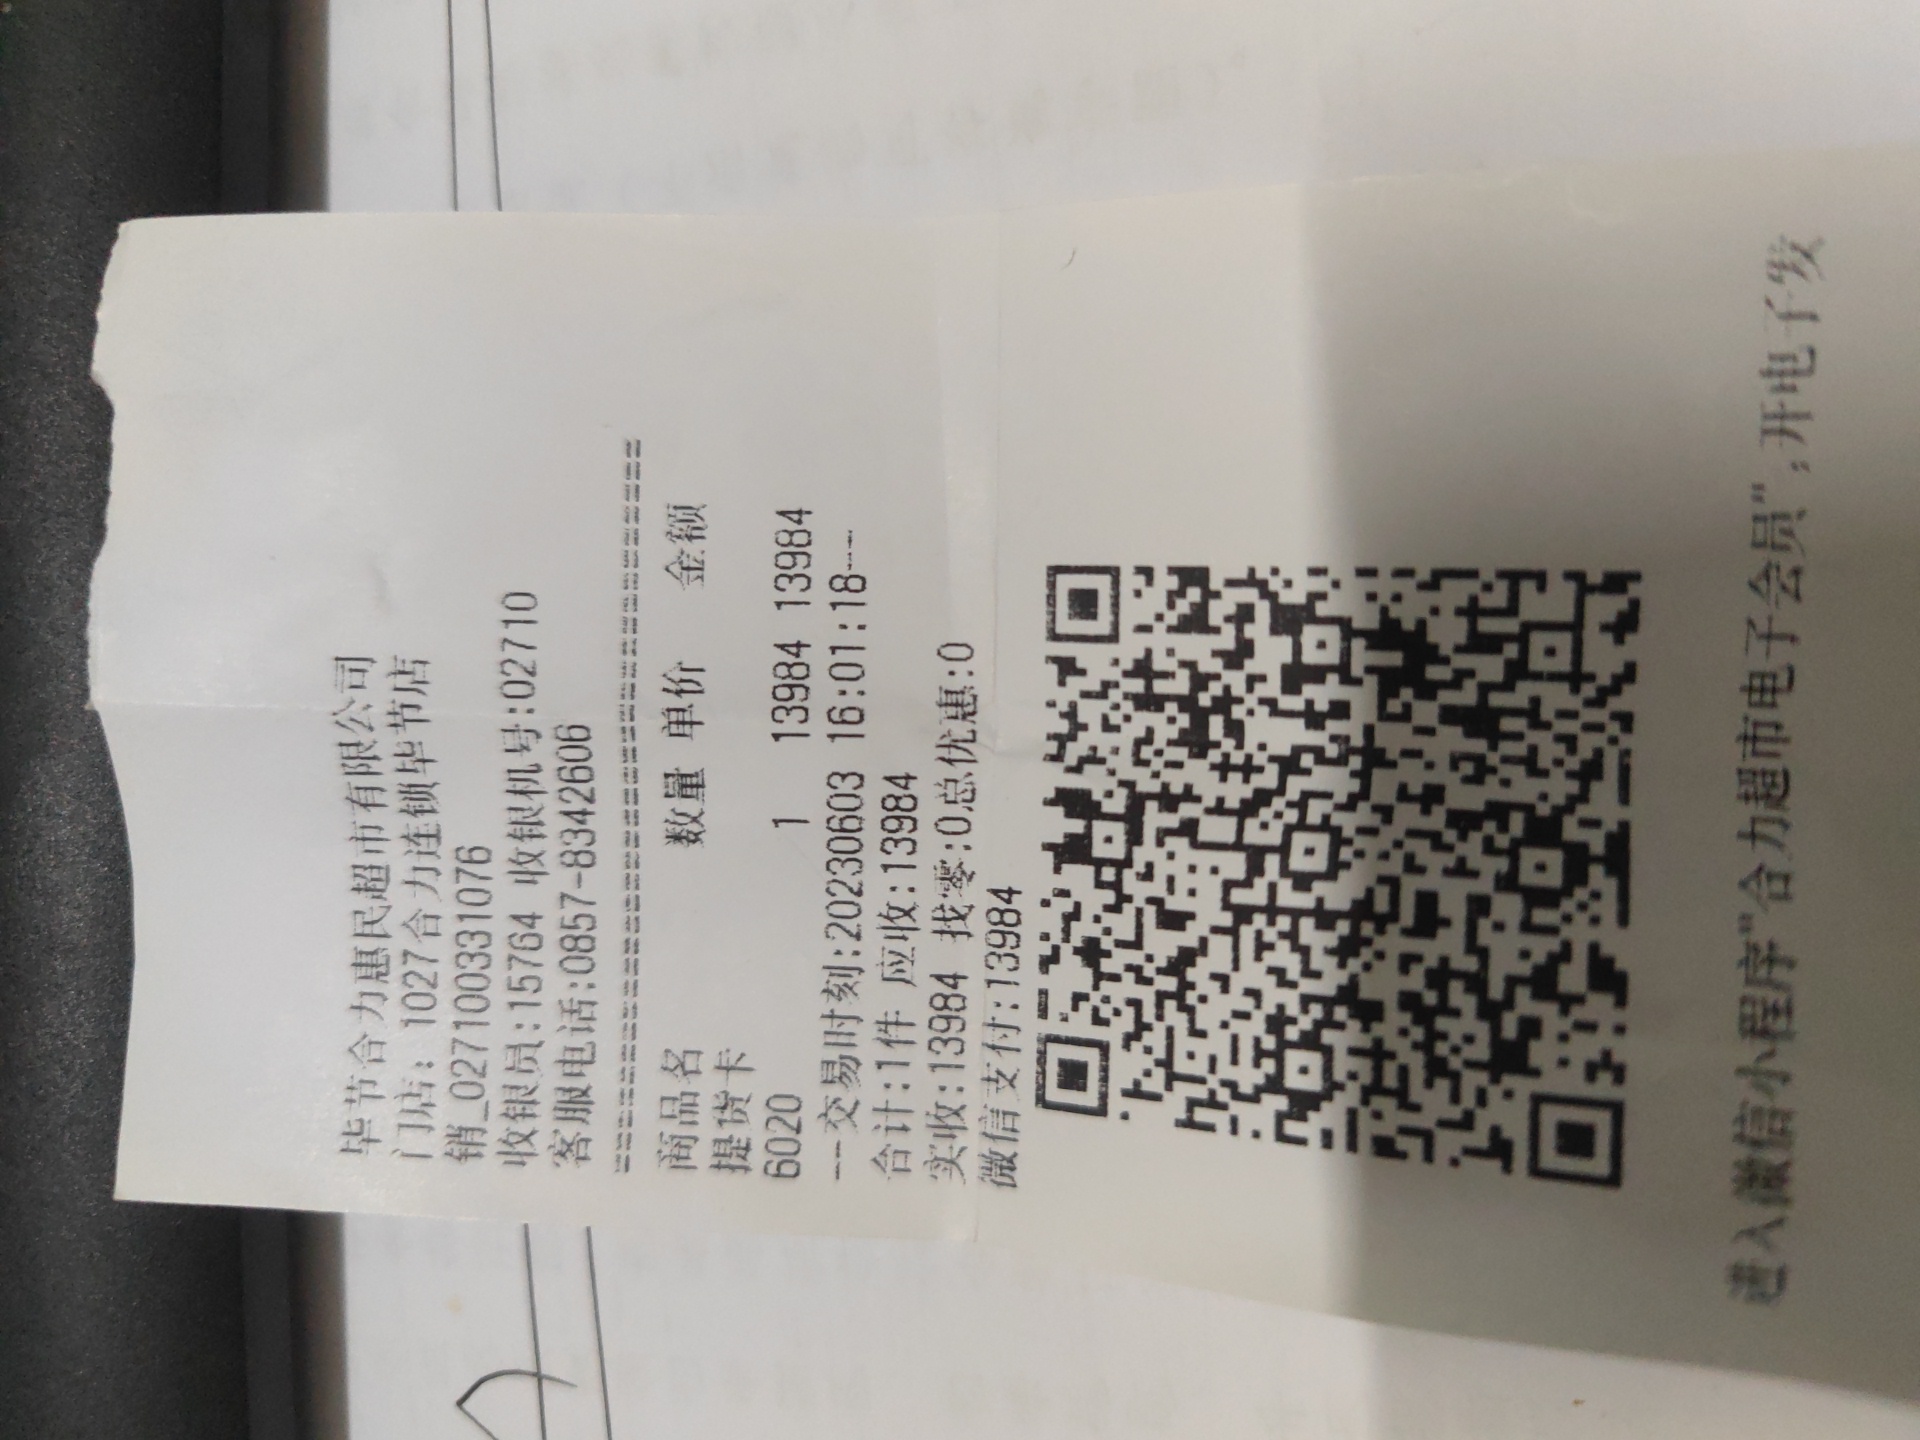 毕节合力惠民超市有限公司
门店: 1027合力连锁毕节店
销_027100331076
收银员:15764 收银机号:02710
客服电话:0857-8342606
================================
商品名 数量 单价 金额
提货卡
6020 1 13984 13984
--交易时刻:20230603 16:01:18---
合计:1件 应收:13984
实收:13984 找零:0总优惠:0
微信支付:13984
进入微信小程序"合力超市电子会员",开电子发